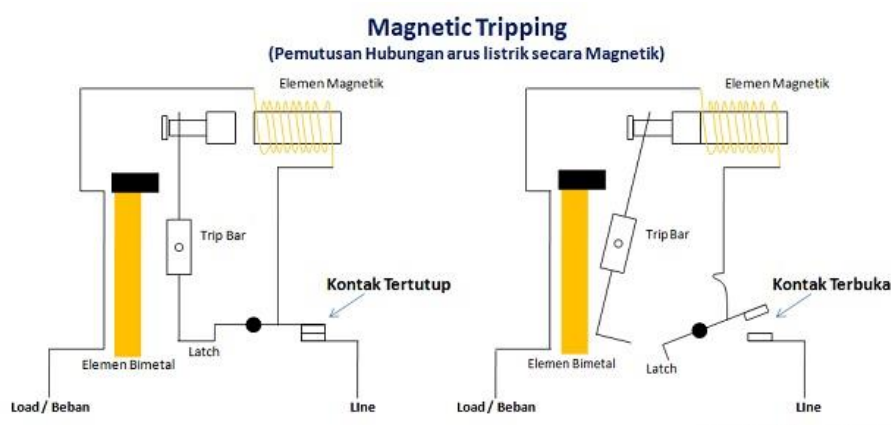 Magnetic Tripping
(Pemutusan Hubungan arus listrik secara Magnetik)
Elemen Magnetik
Trip Bar
Kontak Tertutup
Latch
Elemen Bimetal
Load / Beban
LIne
Elemen Magnetik
Trip Bar
Kontak Terbuka
Elemen Bimetal
Latch
Load / Beban
LIne